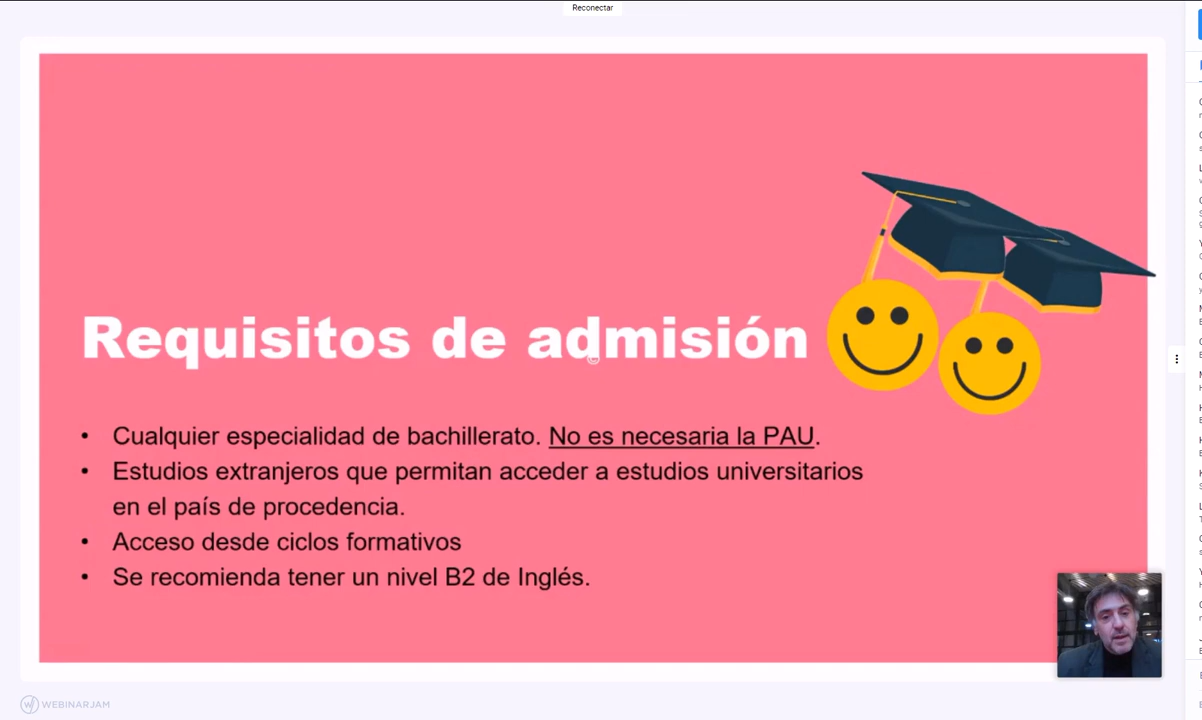 Reconectar
Requisitos de admisión
• Cualquier especialidad de bachillerato. No es necesaria la PAU.
• Estudios extranjeros que permitan acceder a estudios universitarios
en el país de procedencia.
• Acceso desde ciclos formativos
• Se recomienda tener un nivel B2 de Inglés.
WEBINARJAM